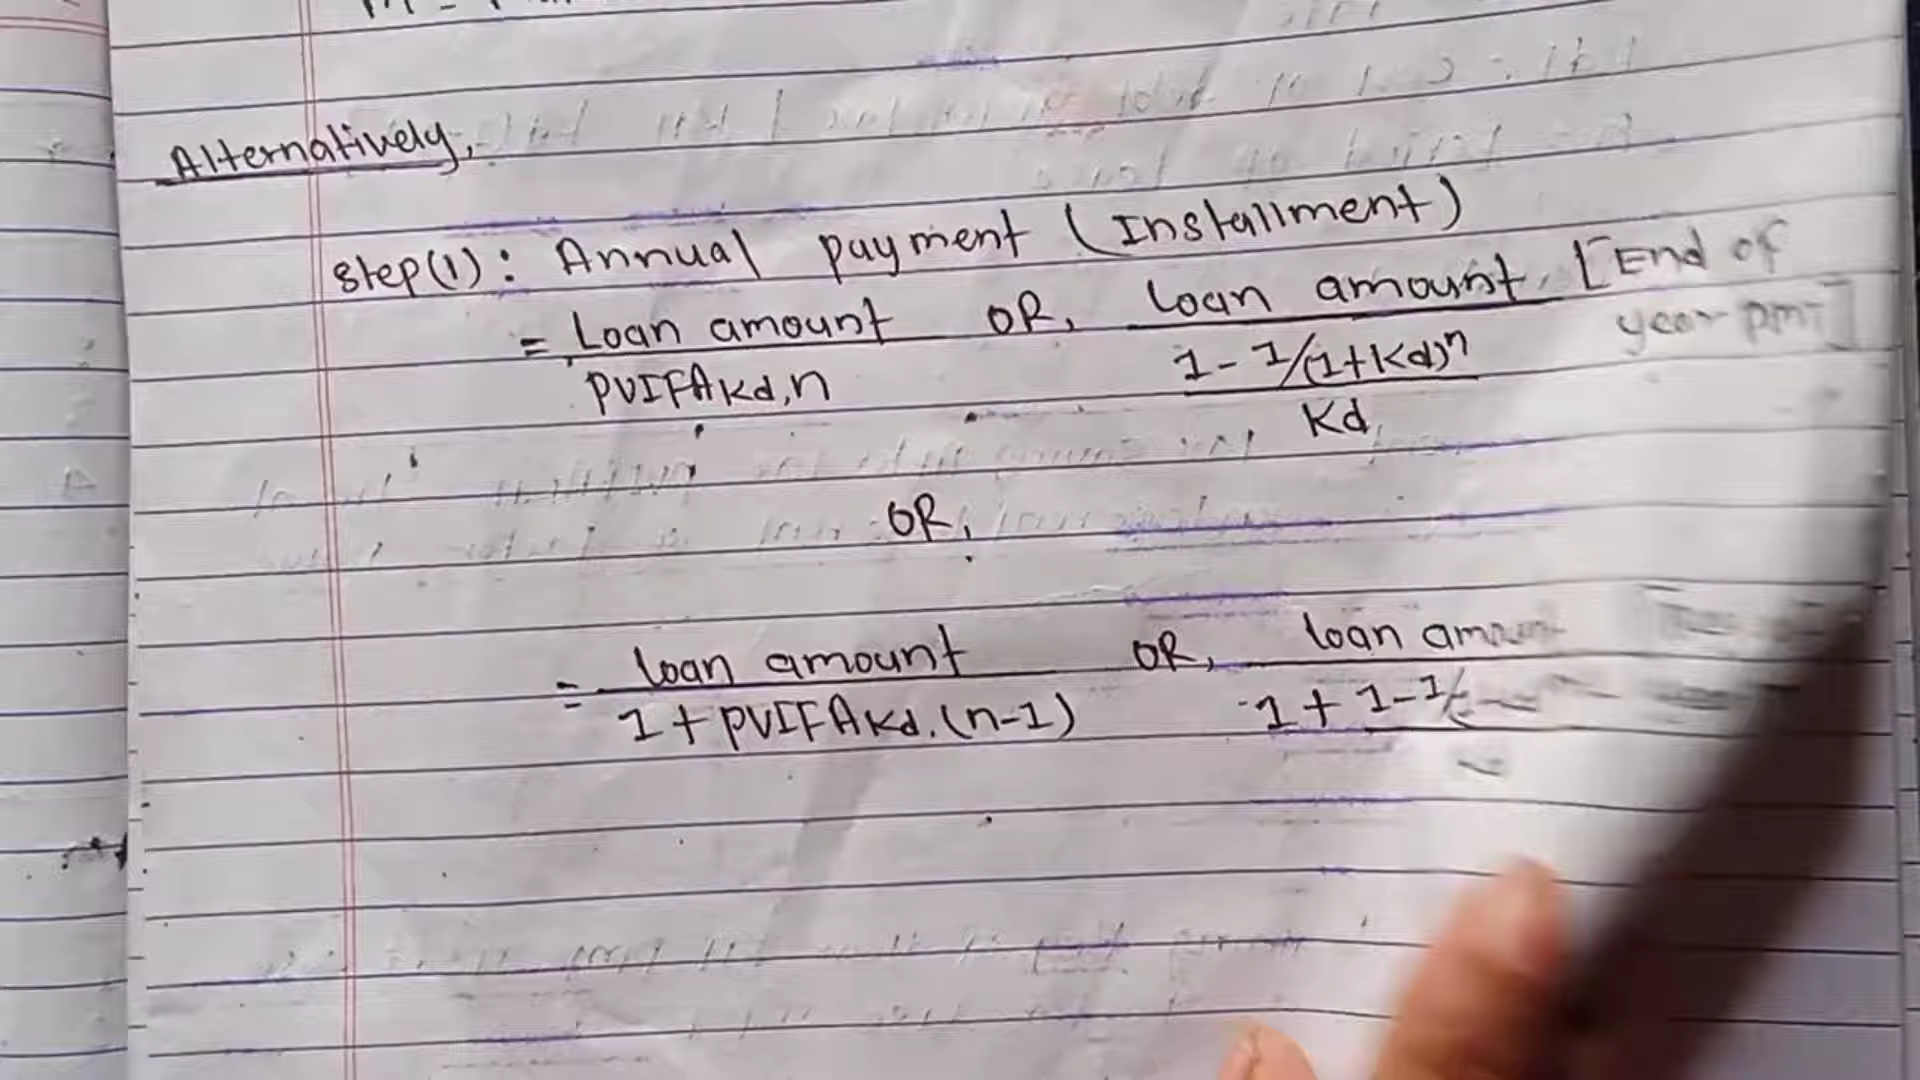 Alternatively,
Step(1): Annual payment (Installment)
= Loan amount OR, Loan amount [End of
PVIFAKd,n 1-1/(1+Kd)^n year pmt]
Kd
OR,
= loan amount OR, loan amount
1+PVIFAKd,(n-1) 1+ 1-1/